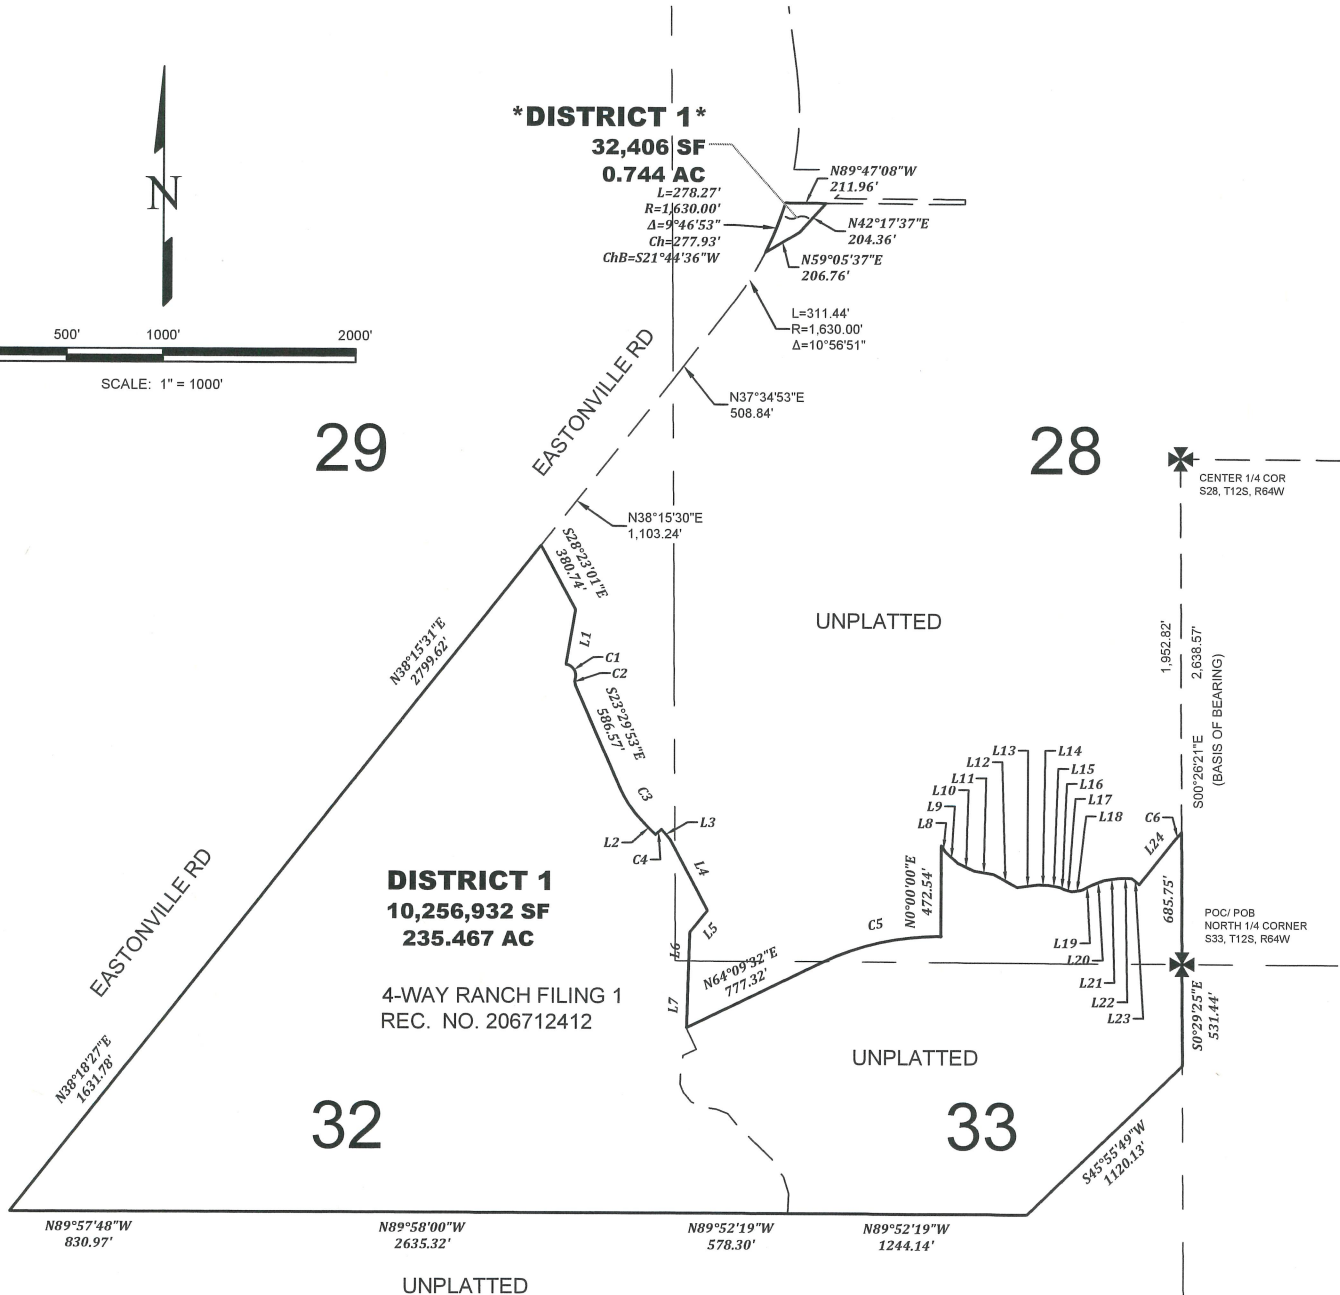 *DISTRICT 1*
32,406 SF
0.744 AC
L=278.27'
R=1,630.00'
Δ=9°46'53"
Ch=277.93'
ChB=S21°44'36"W
N89°47'08"W
211.96'
N42°17'37"E
204.36'
N59°05'37"E
206.76'
L=311.44'
R=1,630.00'
Δ=10°56'51"
N
500'
1000'
2000'
SCALE: 1" = 1000'
EASTONVILLE RD
N37°34'53"E
508.84'
29
28
CENTER 1/4 COR
S28, T12S, R64W
N38°15'30"E
1,103.24'
S28°23'01"E
380.74'
UNPLATTED
1,952.82'
2,638.57'
S00°26'21"E
(BASIS OF BEARING)
N38°15'31"E
2799.62'
L1
C1
C2
S23°29'53"E
586.57'
C3
L2
C4
L3
L4
L5
L6
L7
L8
L9
L10
L11
L12
L13
L14
L15
L16
L17
L18
C6
L24
685.75'
N0°00'00"E
472.54'
C5
L19
L20
L21
L22
L23
POC/ POB
NORTH 1/4 CORNER
S33, T12S, R64W
EASTONVILLE RD
DISTRICT 1
10,256,932 SF
235.467 AC
4-WAY RANCH FILING 1
REC. NO. 206712412
N64°09'32"E
777.32'
S0°29'25"E
531.44'
UNPLATTED
N38°18'27"E
1631.78'
32
33
S45°55'49"W
1120.13'
N89°57'48"W
830.97'
N89°58'00"W
2635.32'
N89°52'19"W
578.30'
N89°52'19"W
1244.14'
UNPLATTED